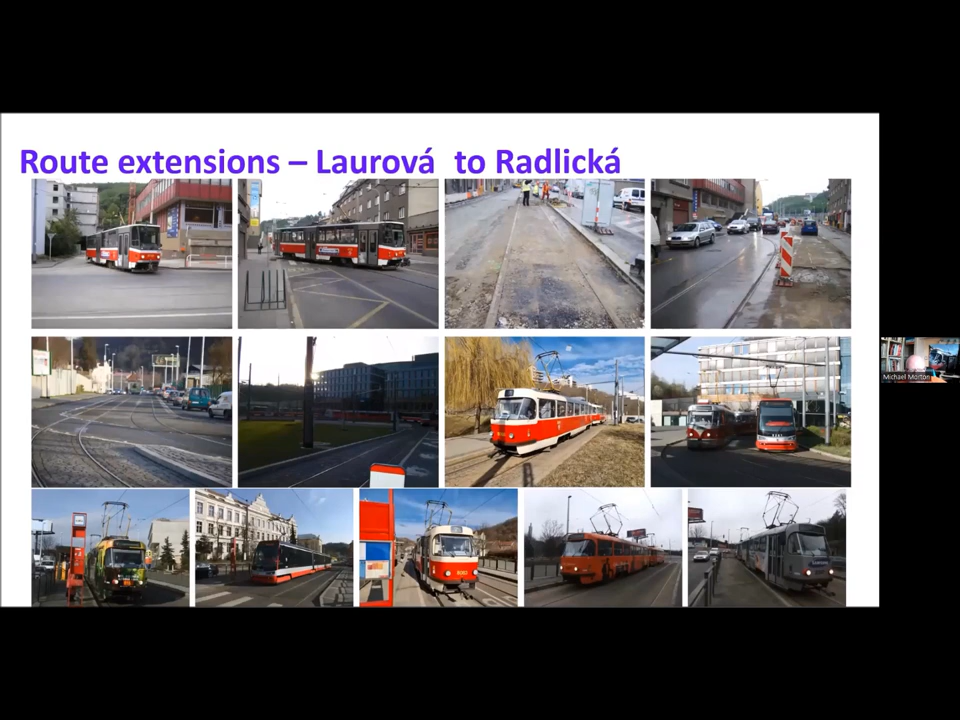 Route extensions – Laurová  to Radlická
Michael Morton